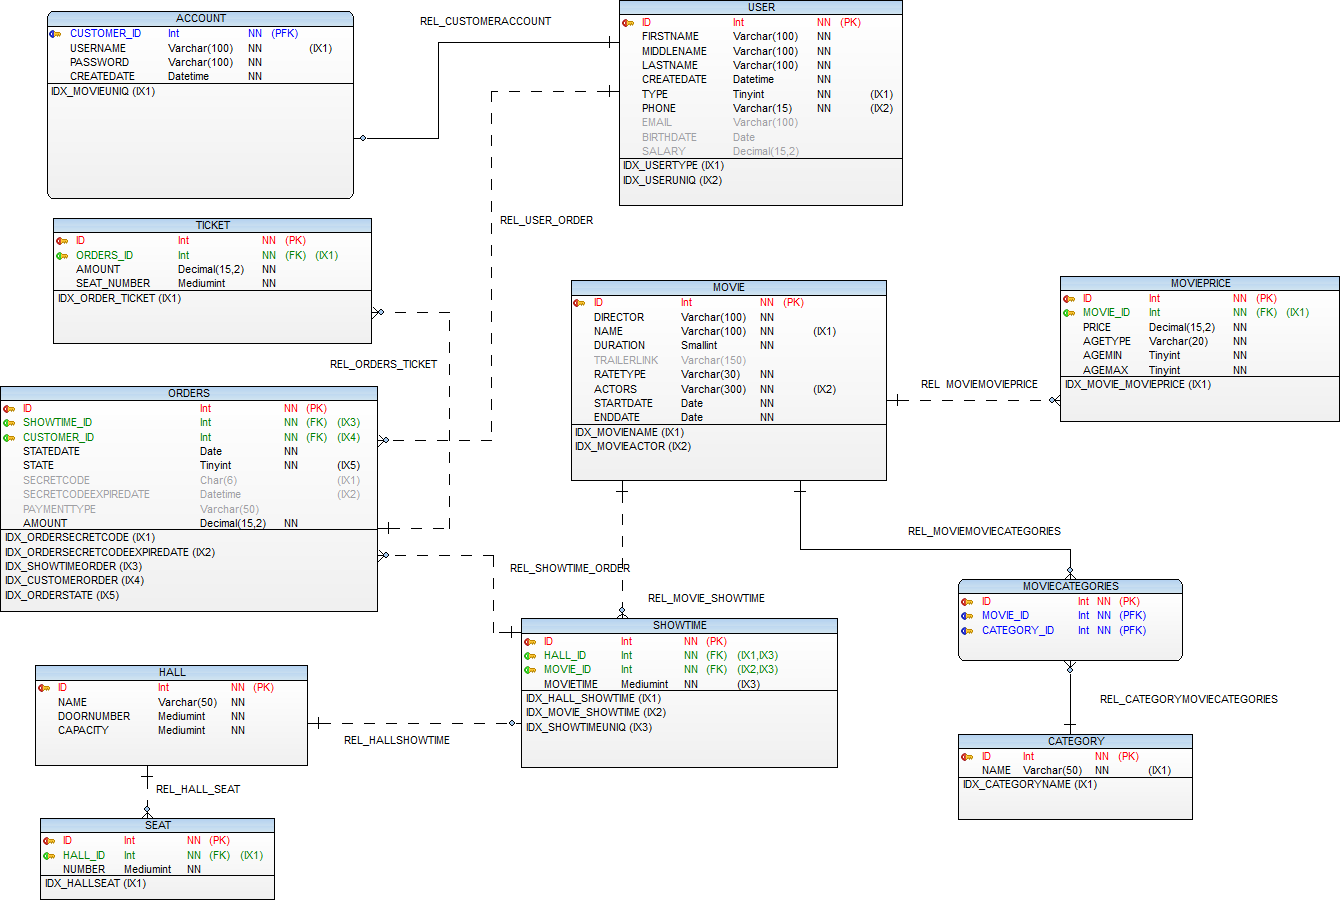 ACCOUNT
CUSTOMER_ID Int NN (PFK)
USERNAME Varchar(100) NN (IX1)
PASSWORD Varchar(100) NN
CREATEDATE Datetime NN
IDX_MOVIEUNIQ (IX1)
REL_CUSTOMERACCOUNT
USER
ID Int NN (PK)
FIRSTNAME Varchar(100) NN
MIDDLENAME Varchar(100) NN
LASTNAME Varchar(100) NN
CREATEDATE Datetime NN
TYPE Tinyint NN (IX1)
PHONE Varchar(15) NN (IX2)
EMAIL Varchar(100)
BIRTHDATE Date
SALARY Decimal(15,2)
IDX_USERTYPE (IX1)
IDX_USERUNIQ (IX2)
REL_USER_ORDER
TICKET
ID Int NN (PK)
ORDERS_ID Int NN (FK) (IX1)
AMOUNT Decimal(15,2) NN
SEAT_NUMBER Mediumint NN
IDX_ORDER_TICKET (IX1)
REL_ORDERS_TICKET
MOVIE
ID Int NN (PK)
DIRECTOR Varchar(100) NN
NAME Varchar(100) NN (IX1)
DURATION Smallint NN
TRAILERLINK Varchar(150)
RATETYPE Varchar(30) NN
ACTORS Varchar(300) NN (IX2)
STARTDATE Date NN
ENDDATE Date NN
IDX_MOVIENAME (IX1)
IDX_MOVIEACTOR (IX2)
REL_MOVIEMOVIEPRICE
MOVIEPRICE
ID Int NN (PK)
MOVIE_ID Int NN (FK) (IX1)
PRICE Decimal(15,2) NN
AGETYPE Varchar(20) NN
AGEMIN Tinyint NN
AGEMAX Tinyint NN
IDX_MOVIE_MOVIEPRICE (IX1)
ORDERS
ID Int NN (PK)
SHOWTIME_ID Int NN (FK) (IX3)
CUSTOMER_ID Int NN (FK) (IX4)
STATEDATE Date NN
STATE Tinyint NN (IX5)
SECRETCODE Char(6) (IX1)
SECRETCODEEXPIREDATE Datetime (IX2)
PAYMENTTYPE Varchar(50)
AMOUNT Decimal(15,2) NN
IDX_ORDERSECRETCODE (IX1)
IDX_ORDERSECRETCODEEXPIREDATE (IX2)
IDX_SHOWTIMEORDER (IX3)
IDX_CUSTOMERORDER (IX4)
IDX_ORDERSTATE (IX5)
REL_MOVIEMOVIECATEGORIES
REL_SHOWTIME_ORDER
REL_MOVIE_SHOWTIME
MOVIECATEGORIES
ID Int NN (PK)
MOVIE_ID Int NN (PFK)
CATEGORY_ID Int NN (PFK)
SHOWTIME
ID Int NN (PK)
HALL_ID Int NN (FK) (IX1,IX3)
MOVIE_ID Int NN (FK) (IX2,IX3)
MOVIETIME Mediumint NN (IX3)
IDX_HALL_SHOWTIME (IX1)
IDX_MOVIE_SHOWTIME (IX2)
IDX_SHOWTIMEUNIQ (IX3)
HALL
ID Int NN (PK)
NAME Varchar(50) NN
DOORNUMBER Mediumint NN
CAPACITY Mediumint NN
REL_HALLSHOWTIME
REL_CATEGORYMOVIECATEGORIES
CATEGORY
ID Int NN (PK)
NAME Varchar(50) NN (IX1)
IDX_CATEGORYNAME (IX1)
REL_HALL_SEAT
SEAT
ID Int NN (PK)
HALL_ID Int NN (FK) (IX1)
NUMBER Mediumint NN
IDX_HALLSEAT (IX1)